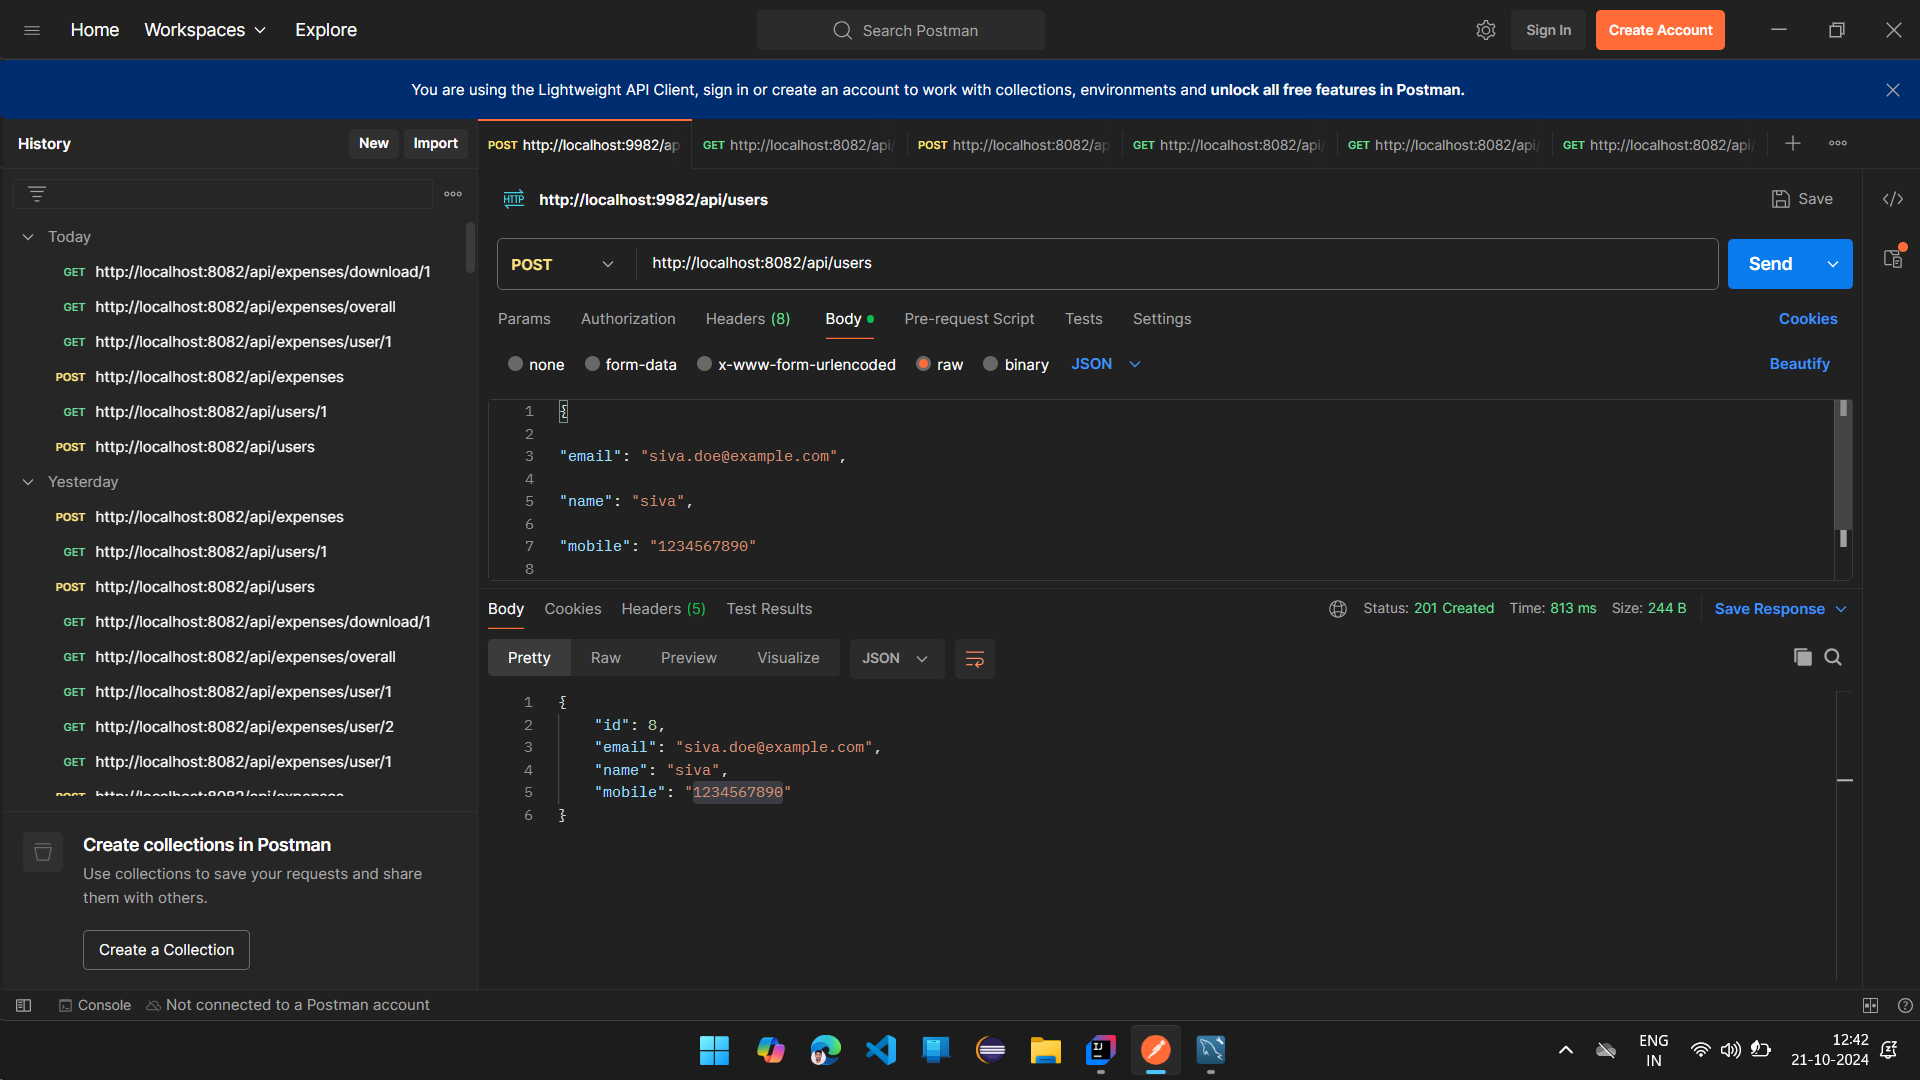 Home Workspaces Explore Search Postman Sign In Create Account
You are using the Lightweight API Client, sign in or create an account to work with collections, environments and unlock all free features in Postman.
History New Import
POST http://localhost:9982/ap GET http://localhost:8082/api/ POST http://localhost:8082/ap GET http://localhost:8082/api/ GET http://localhost:8082/api/ GET http://localhost:8082/api/
HTTP http://localhost:9982/api/users Save
Today
GET http://localhost:8082/api/expenses/download/1
GET http://localhost:8082/api/expenses/overall
GET http://localhost:8082/api/expenses/user/1
POST http://localhost:8082/api/expenses
GET http://localhost:8082/api/users/1
POST http://localhost:8082/api/users
Yesterday
POST http://localhost:8082/api/expenses
GET http://localhost:8082/api/users/1
POST http://localhost:8082/api/users
GET http://localhost:8082/api/expenses/download/1
GET http://localhost:8082/api/expenses/overall
GET http://localhost:8082/api/expenses/user/1
GET http://localhost:8082/api/expenses/user/2
GET http://localhost:8082/api/expenses/user/1
Create collections in Postman
Use collections to save your requests and share
them with others.
Create a Collection
POST http://localhost:8082/api/users Send
Params Authorization Headers (8) Body Pre-request Script Tests Settings Cookies
none form-data x-www-form-urlencoded raw binary JSON Beautify
1 {
2
3 "email": "siva.doe@example.com",
4
5 "name": "siva",
6
7 "mobile": "1234567890"
8
Body Cookies Headers (5) Test Results Status: 201 Created Time: 813 ms Size: 244 B Save Response
Pretty Raw Preview Visualize JSON
1 {
2 "id": 8,
3 "email": "siva.doe@example.com",
4 "name": "siva",
5 "mobile": "1234567890"
6 }
Console Not connected to a Postman account
ENG
IN
12:42
21-10-2024